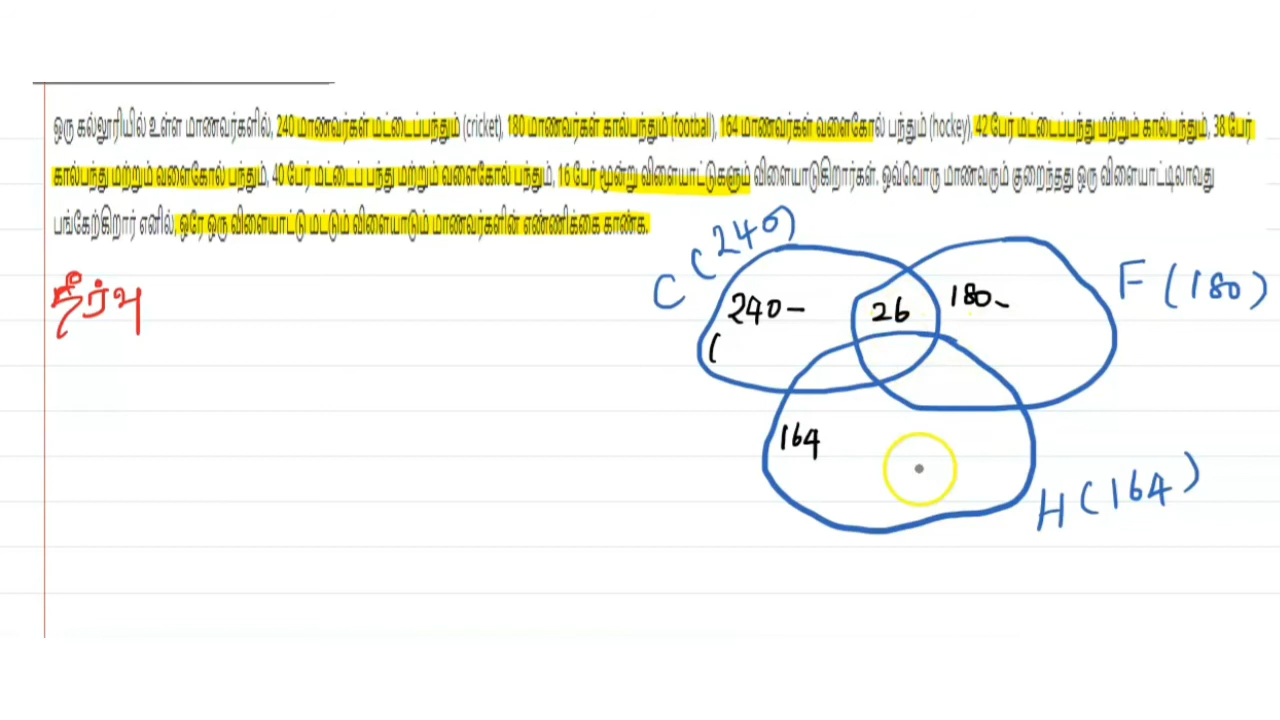 ஒரு கல்லூரியில் உள்ள மாணவர்களில், 240 மாணவர்கள் மட்டைப்பந்தும் (cricket), 180 மாணவர்கள் கால்பந்தும் (football), 164 மாணவர்கள் வளைகோல் பந்தும் (hockey), 42 பேர் மட்டைப்பந்து மற்றும் கால்பந்தும், 38 பேர்
கால்பந்து மற்றும் வளைகோல் பந்தும், 40 பேர் மட்டைப் பந்து மற்றும் வளைகோல் பந்தும், 16 பேர் மூன்று விளையாட்டுகளும் விளையாடுகிறார்கள். ஒவ்வொரு மாணவரும் குறைந்தது ஒரு விளையாட்டிலாவது
பங்கேற்கிறார் எனில், ஒரே ஒரு விளையாட்டு மட்டும் விளையாடும் மாணவர்களின் எண்ணிக்கை காண்க.
தீர்வு
C (240)
F (180)
240 –
26
180 –
(
164
H (164)